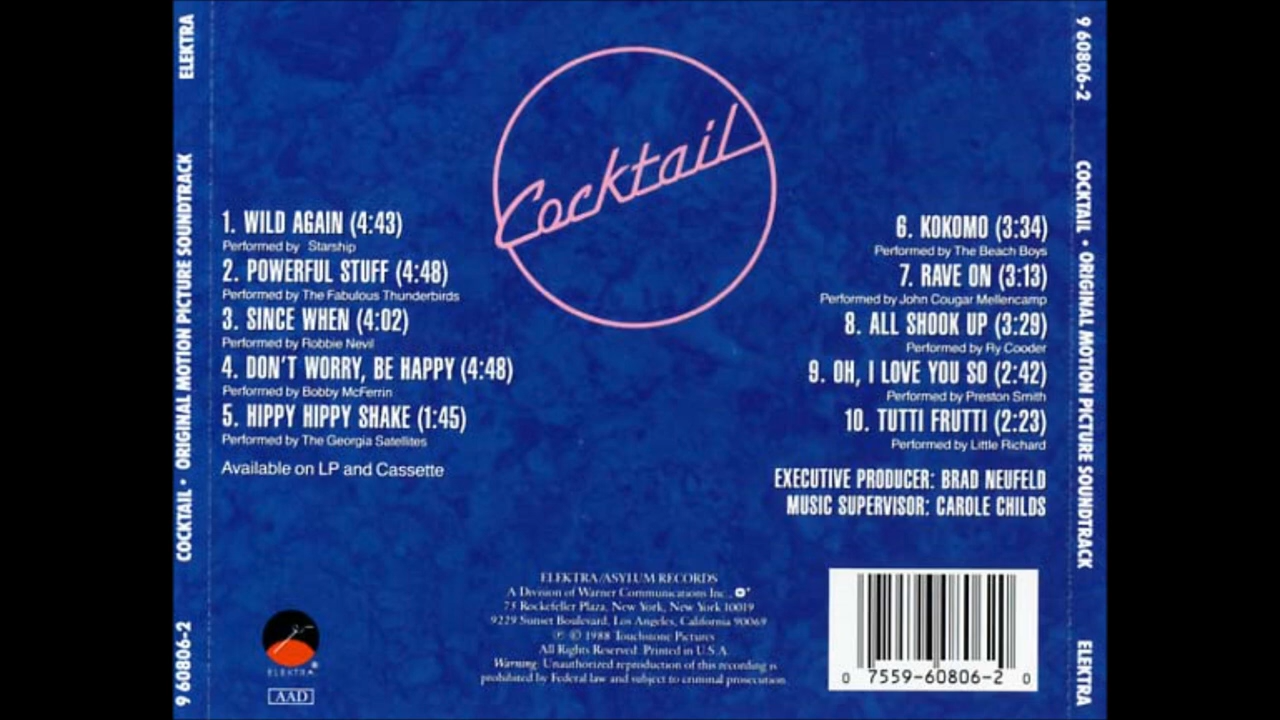 ELEKTRA
COCKTAIL • ORIGINAL MOTION PICTURE SOUNDTRACK
9 60806-2
Cocktail
1. WILD AGAIN (4:43)
Performed by Starship
2. POWERFUL STUFF (4:48)
Performed by The Fabulous Thunderbirds
3. SINCE WHEN (4:02)
Performed by Robbie Nevil
4. DON'T WORRY, BE HAPPY (4:48)
Performed by Bobby McFerrin
5. HIPPY HIPPY SHAKE (1:45)
Performed by The Georgia Satellites
Available on LP and Cassette
6. KOKOMO (3:34)
Performed by The Beach Boys
7. RAVE ON (3:13)
Performed by John Cougar Mellencamp
8. ALL SHOOK UP (3:29)
Performed by Ry Cooder
9. OH, I LOVE YOU SO (2:42)
Performed by Preston Smith
10. TUTTI FRUTTI (2:23)
Performed by Little Richard
EXECUTIVE PRODUCER: BRAD NEUFELD
MUSIC SUPERVISOR: CAROLE CHILDS
ELEKTRA/ASYLUM RECORDS
A Division of Warner Communications Inc.
75 Rockefeller Plaza, New York, New York 10019
9229 Sunset Boulevard, Los Angeles, California 90069
℗ © 1988 Touchstone Pictures
All Rights Reserved. Printed in U.S.A.
Warning: Unauthorized reproduction of this recording is
prohibited by Federal law and subject to criminal prosecution.
ELEKTRA®
AAD
0 7559-60806-2 0
9 60806-2
COCKTAIL • ORIGINAL MOTION PICTURE SOUNDTRACK
ELEKTRA